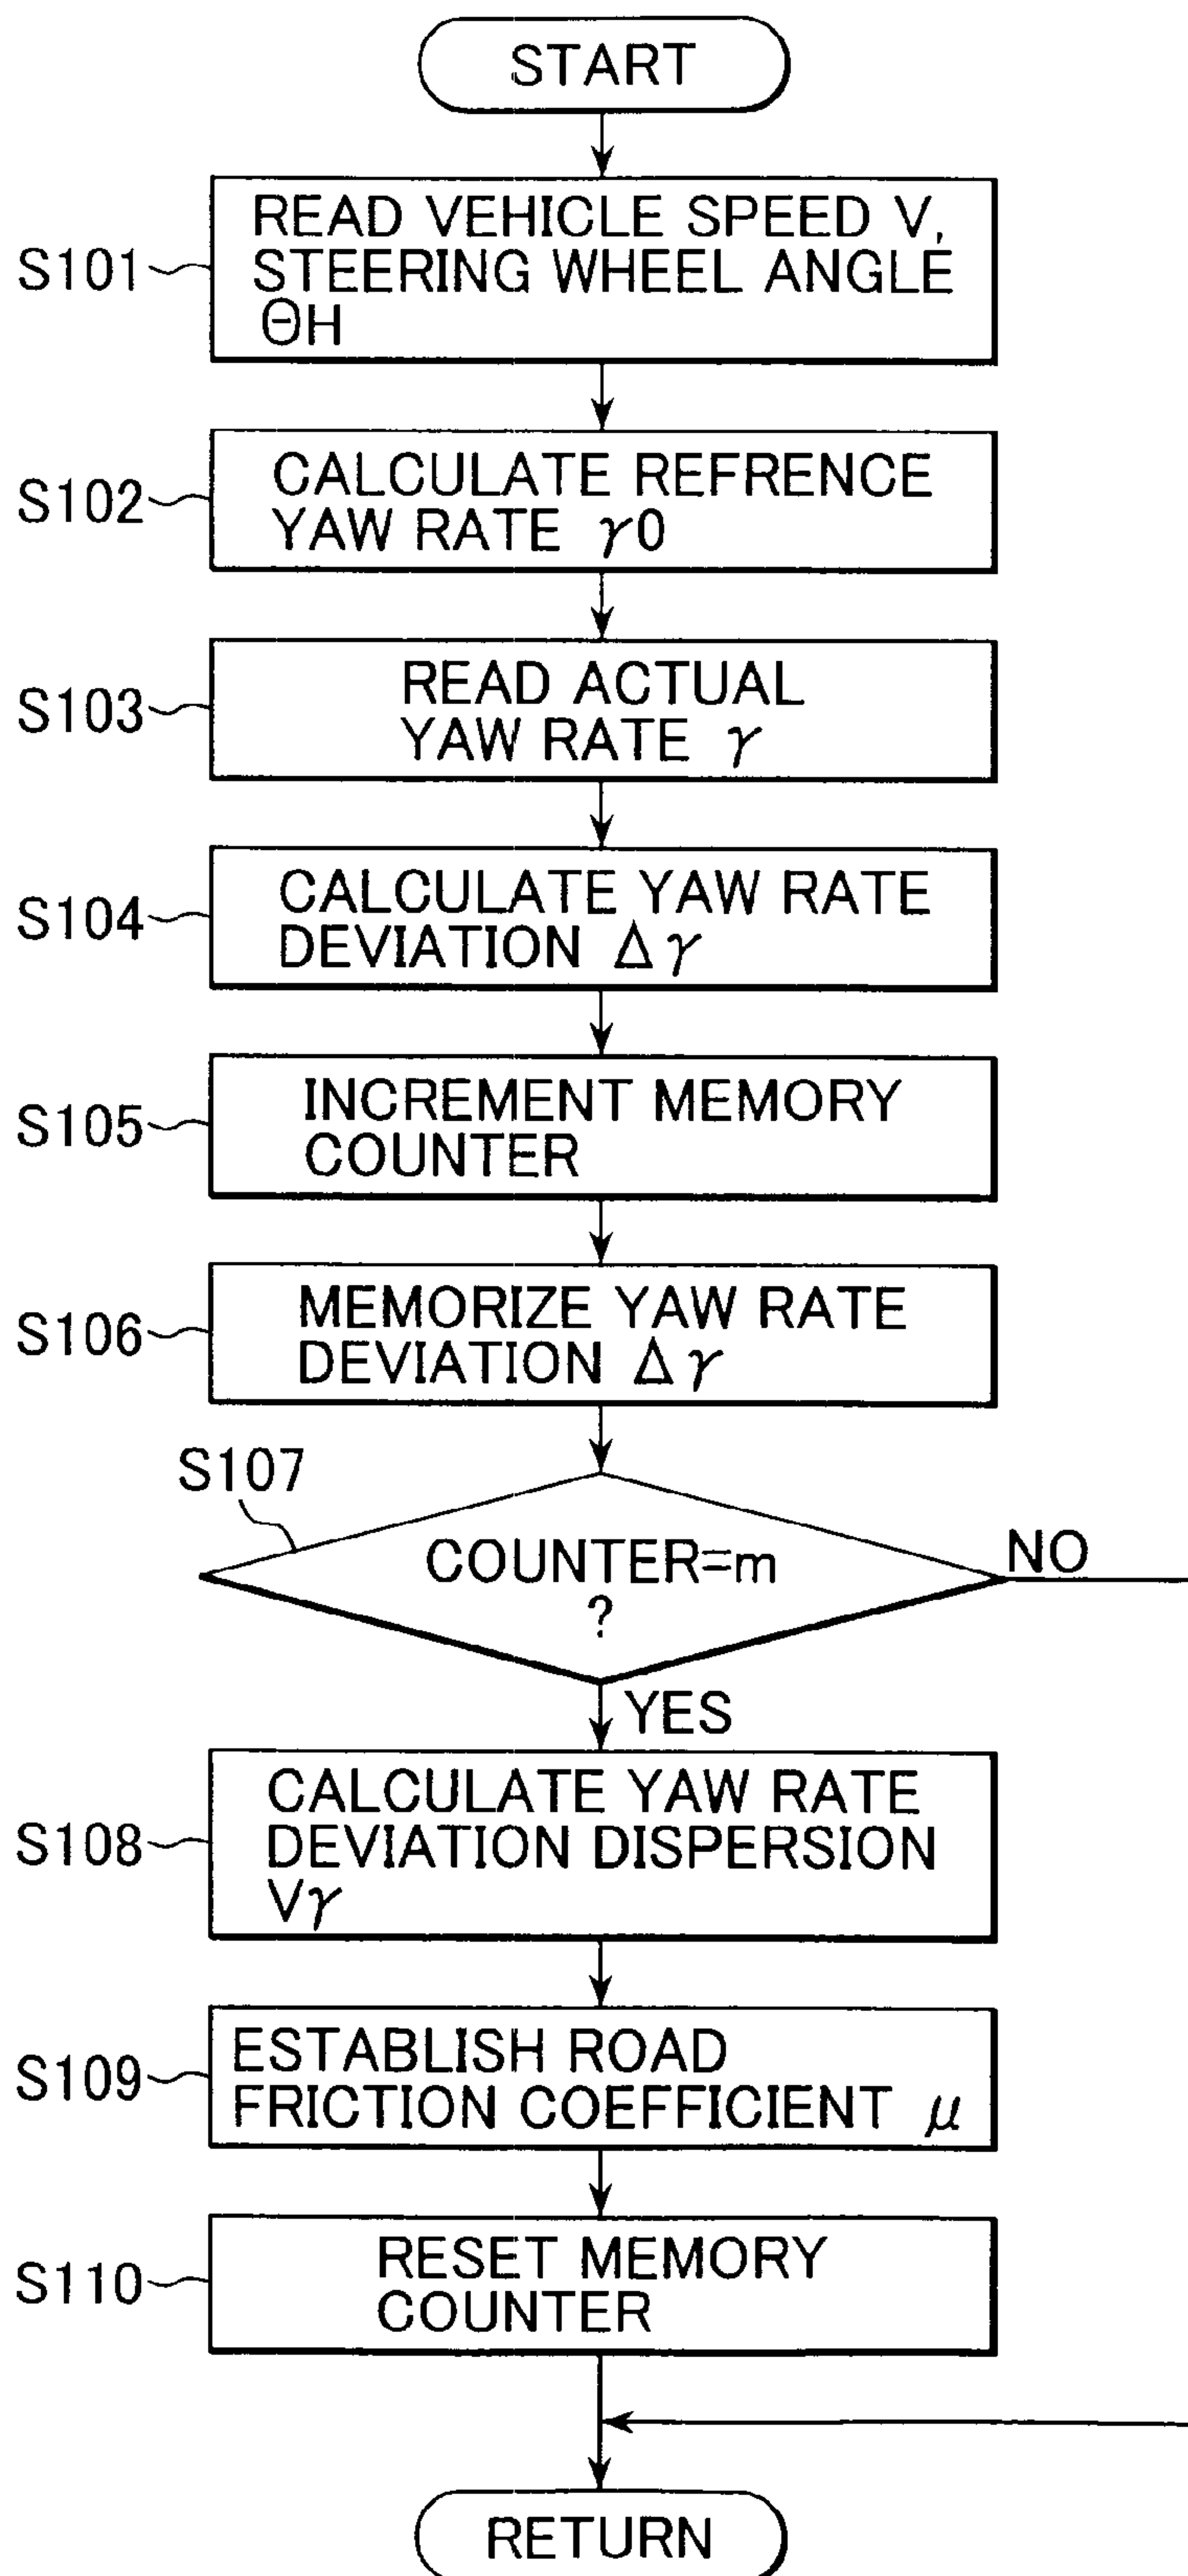 START
S101
READ VEHICLE SPEED V,
STEERING WHEEL ANGLE
ΘH
S102
CALCULATE REFRENCE
YAW RATE γ0
S103
READ ACTUAL
YAW RATE γ
S104
CALCULATE YAW RATE
DEVIATION Δγ
S105
INCREMENT MEMORY
COUNTER
S106
MEMORIZE YAW RATE
DEVIATION Δγ
S107
COUNTER=m
?
NO
YES
S108
CALCULATE YAW RATE
DEVIATION DISPERSION
Vγ
S109
ESTABLISH ROAD
FRICTION COEFFICIENT μ
S110
RESET MEMORY
COUNTER
RETURN